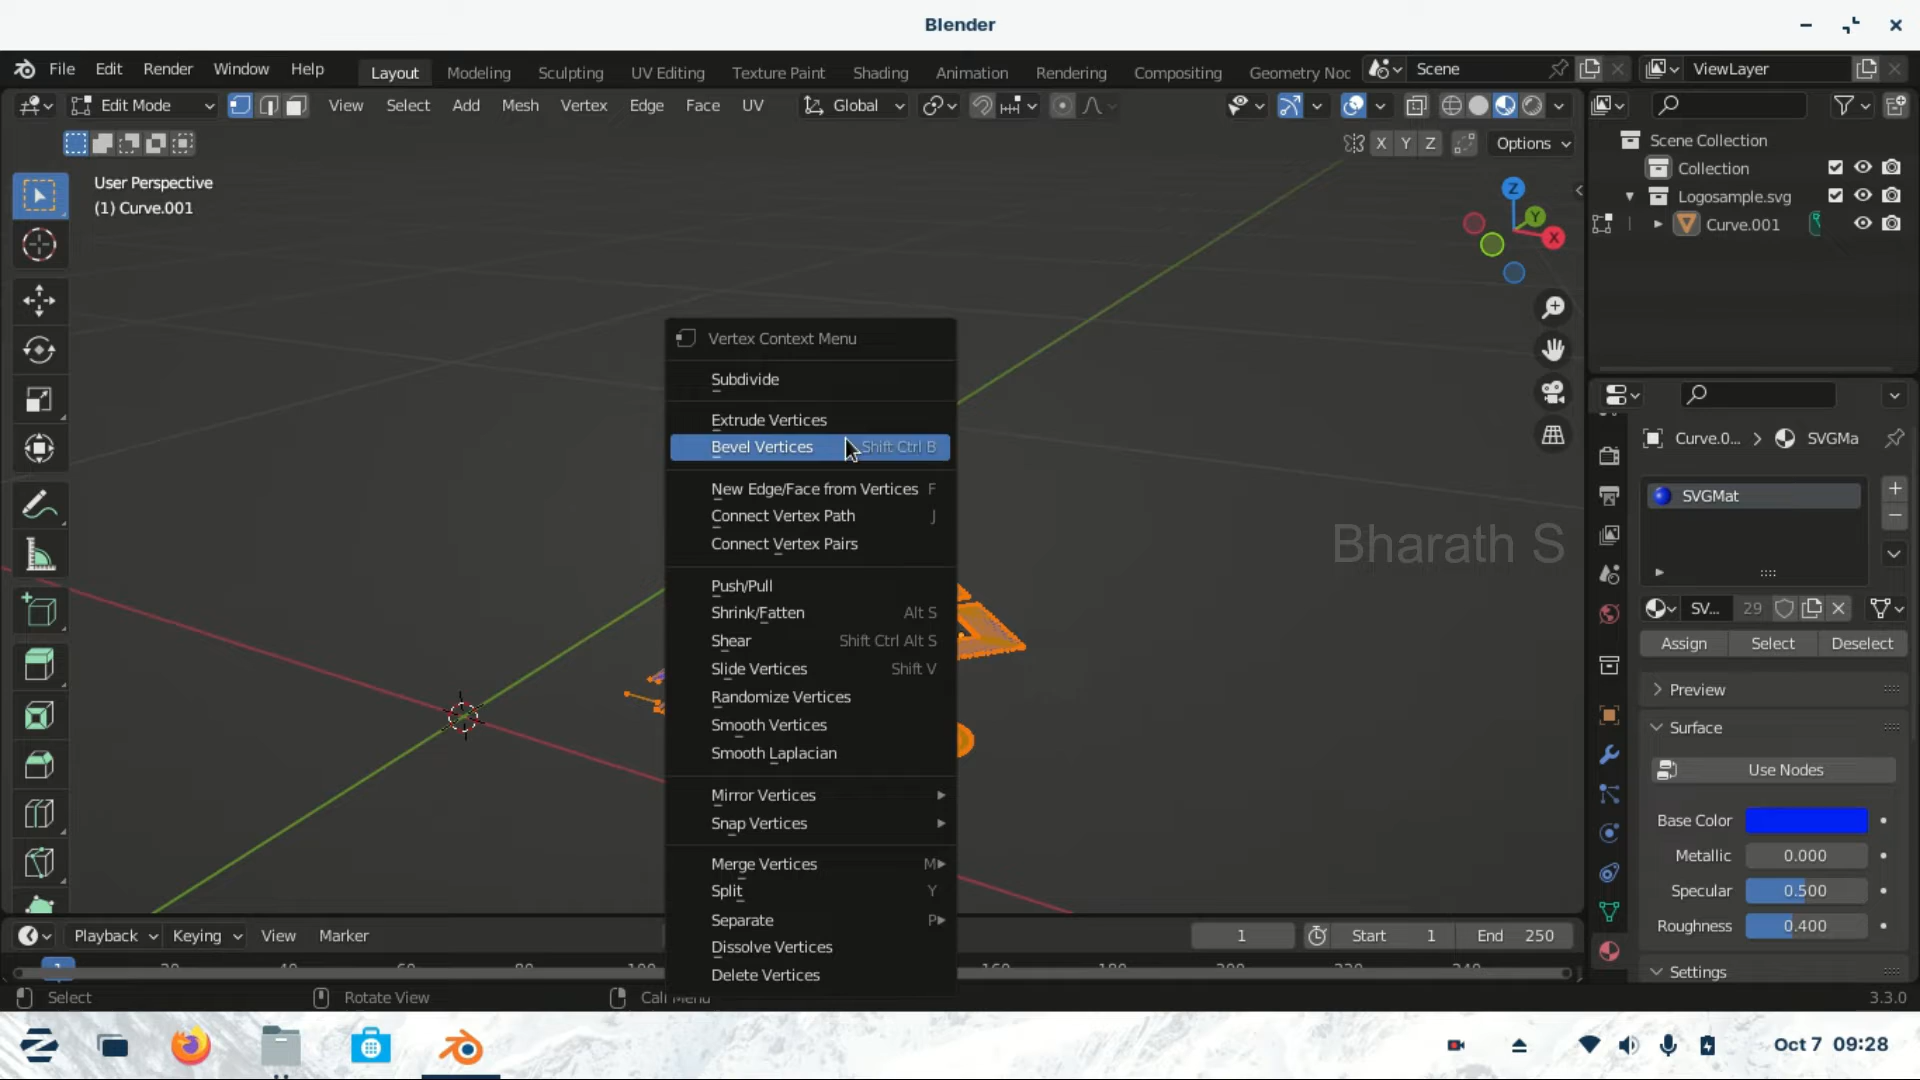 Blender
File Edit Render Window Help
Layout Modeling Sculpting UV Editing Texture Paint Shading Animation Rendering Compositing Geometry Noc
Scene
ViewLayer
Edit Mode View Select Add Mesh Vertex Edge Face UV Global
X Y Z Options
User Perspective
(1) Curve.001
Z
Y
X
Scene Collection
Collection
Logosample.svg
Curve.001
Vertex Context Menu
Subdivide
Extrude Vertices
Bevel Vertices Shift Ctrl B
New Edge/Face from Vertices F
Connect Vertex Path J
Connect Vertex Pairs
Push/Pull
Shrink/Fatten Alt S
Shear Shift Ctrl Alt S
Slide Vertices Shift V
Randomize Vertices
Smooth Vertices
Smooth Laplacian
Mirror Vertices
Snap Vertices
Merge Vertices M
Split Y
Separate P
Dissolve Vertices
Delete Vertices
Bharath S
Curve.0... SVGMa
SVGMat
SV... 29
Assign Select Deselect
Preview
Surface
Use Nodes
Base Color
Metallic 0.000
Specular 0.500
Roughness 0.400
Settings
Playback Keying View Marker
1 Start 1 End 250
1
Select Rotate View Call Menu
3.3.0
Oct 7 09:28